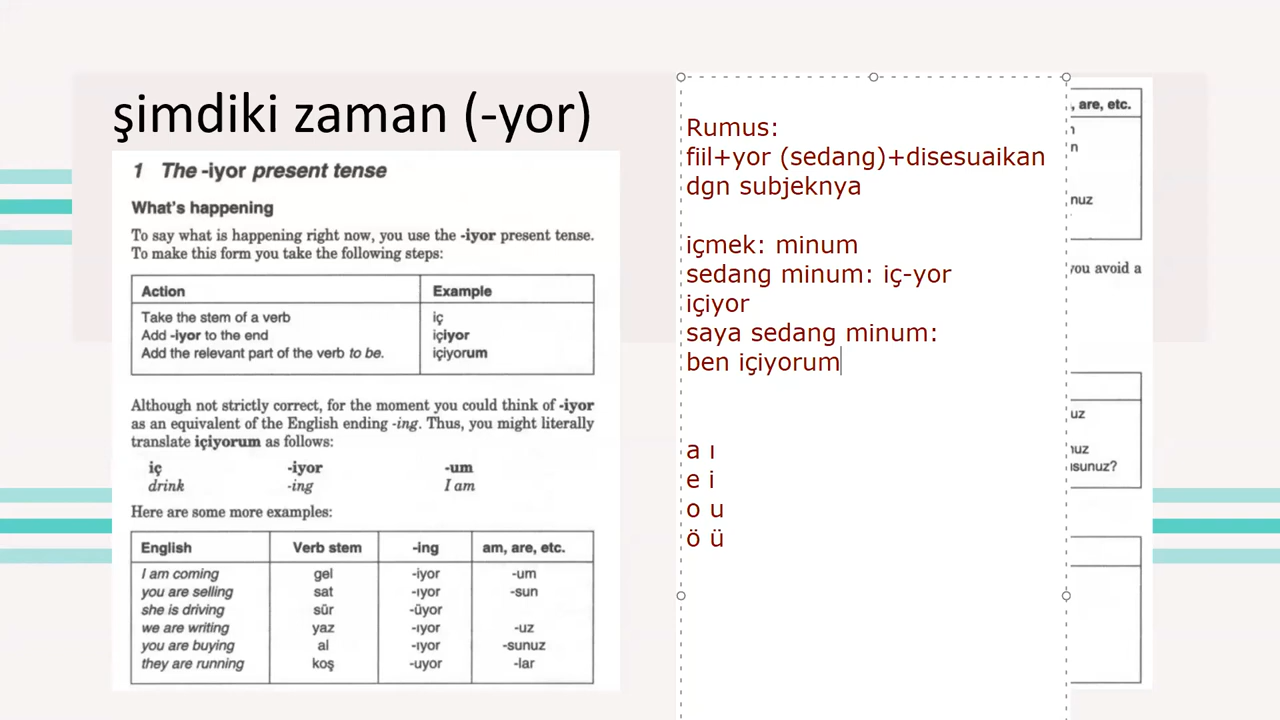 şimdiki zaman (-yor)
1 The -iyor present tense
What's happening
To say what is happening right now, you use the -iyor present tense.
To make this form you take the following steps:
Action Example
Take the stem of a verb iç
Add -iyor to the end içiyor
Add the relevant part of the verb to be. içiyorum
Although not strictly correct, for the moment you could think of -iyor
as an equivalent of the English ending -ing. Thus, you might literally
translate içiyorum as follows:
iç -iyor -um
drink -ing I am
Here are some more examples:
English Verb stem -ing am, are, etc.
I am coming gel -iyor -um
you are selling sat -ıyor -sun
she is driving sür -üyor
we are writing yaz -ıyor -uz
you are buying al -ıyor -sunuz
they are running koş -uyor -lar
Rumus:
fiil+yor (sedang)+disesuaikan
dgn subjeknya
içmek: minum
sedang minum: iç-yor
içiyor
saya sedang minum:
ben içiyorum
a ı
e i
o u
ö ü
, are, etc.
nuz
you avoid a
uz
nuz
sunuz?